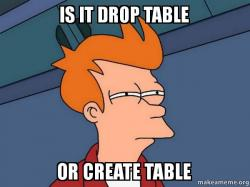 IS IT DROP TABLE
OR CREATE TABLE
makeameme.org